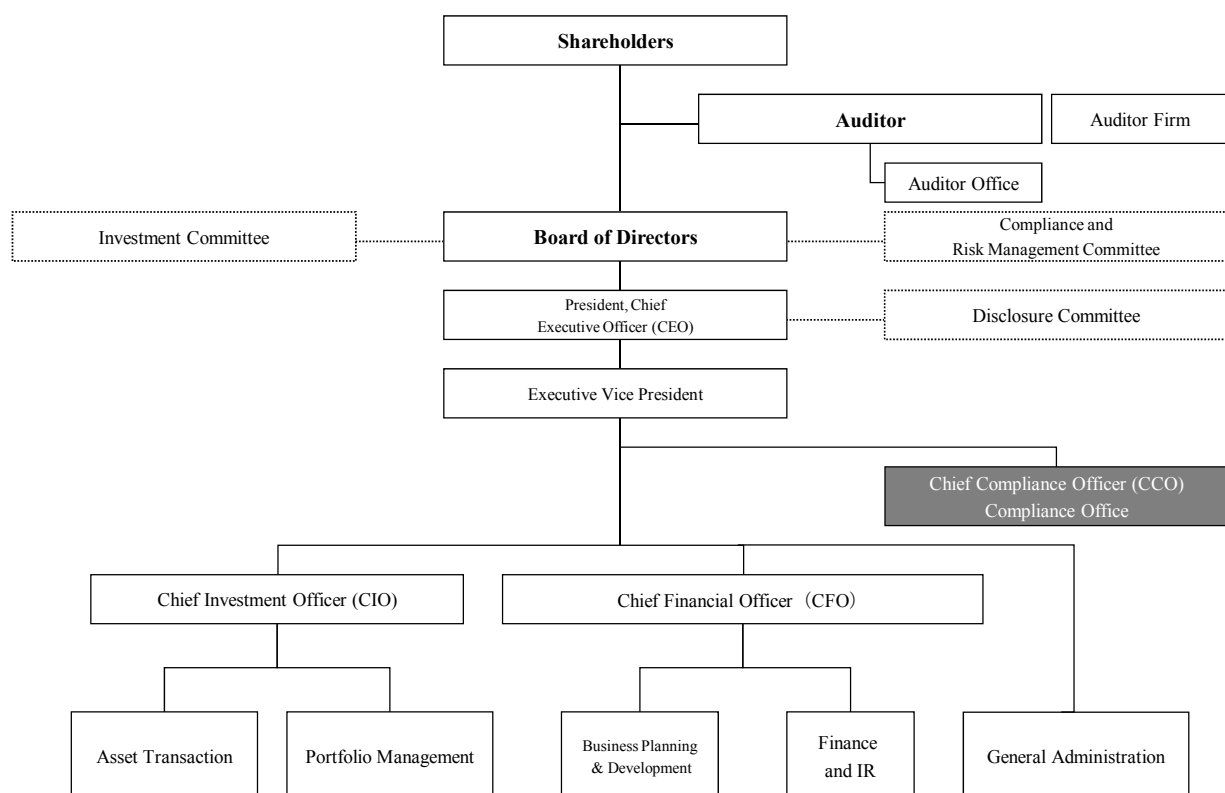 Shareholders
Auditor
Auditor Firm
Auditor Office
Investment Committee
Board of Directors
Compliance and
Risk Management Committee
President, Chief
Executive Officer (CEO)
Disclosure Committee
Executive Vice President
Chief Compliance Officer (CCO)
Compliance Office
Chief Investment Officer (CIO)
Chief Financial Officer（CFO）
Asset Transaction
Portfolio Management
Business Planning
& Development
Finance
and IR
General Administration